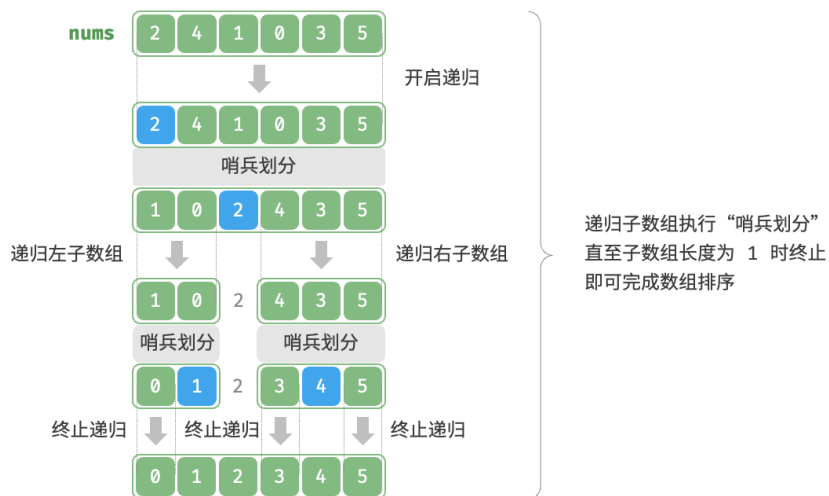 nums 2 4 1 0 3 5
开启递归
2 4 1 0 3 5
哨兵划分
1 0 2 4 3 5
递归左子数组
递归右子数组
1 0 2 4 3 5
哨兵划分 哨兵划分
0 1 2 3 4 5
终止递归 终止递归 终止递归
0 1 2 3 4 5
递归子数组执行“哨兵划分”
直至子数组长度为 1 时终止
即可完成数组排序